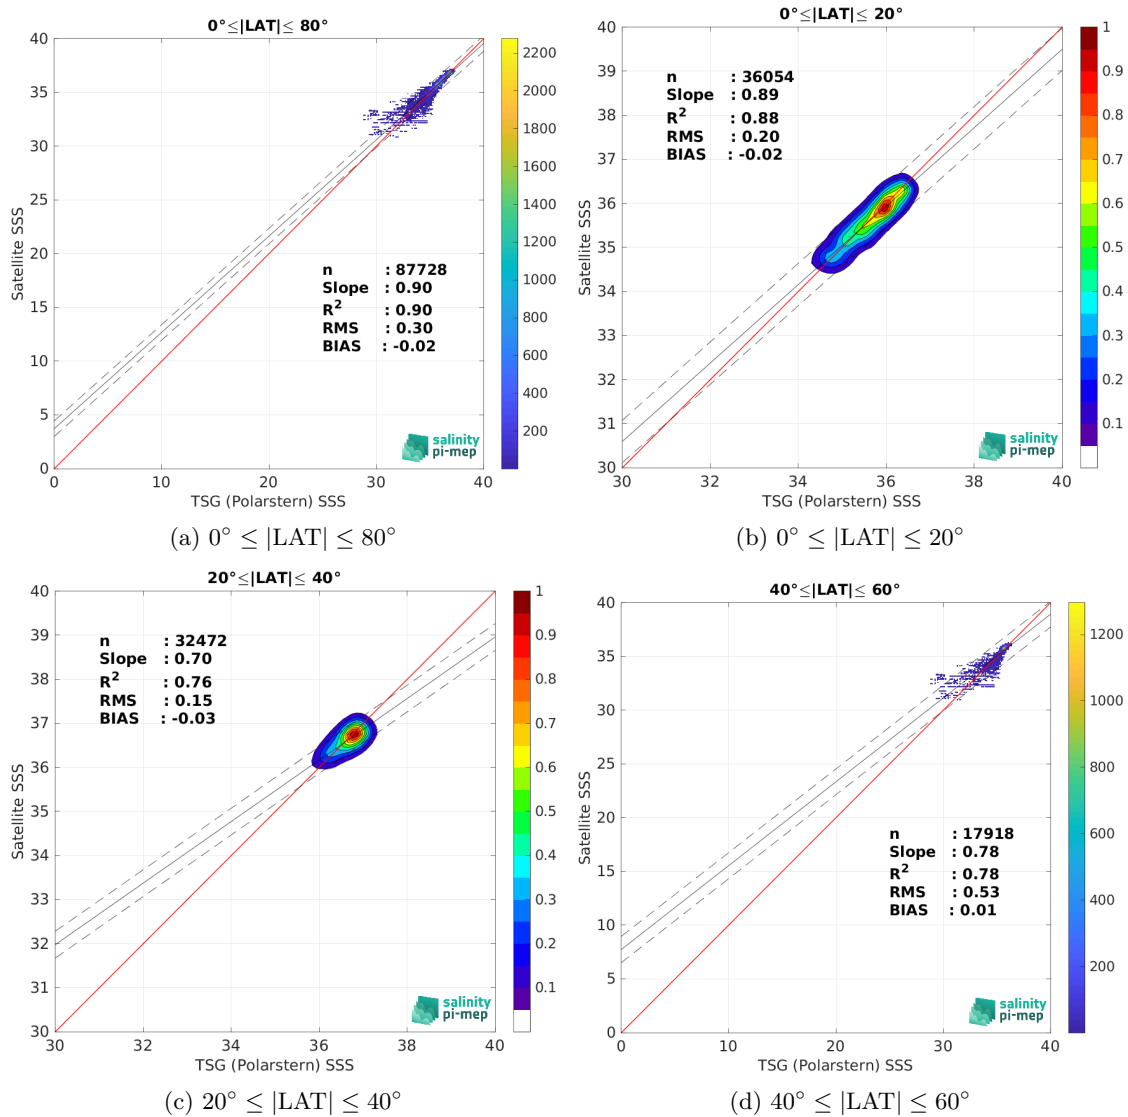 0°≤|LAT|≤ 80°
Satellite SSS
40
35
30
25
20
15
10
5
0
n : 87728
Slope : 0.90
R² : 0.90
RMS : 0.30
BIAS : -0.02
salinity
pi-mep
0 10 20 30 40
TSG (Polarstern) SSS
2200
2000
1800
1600
1400
1200
1000
800
600
400
200
(a) 0° ≤ |LAT| ≤ 80°
0°≤|LAT|≤ 20°
Satellite SSS
40
39
38
37
36
35
34
33
32
31
30
n : 36054
Slope : 0.89
R² : 0.88
RMS : 0.20
BIAS : -0.02
salinity
pi-mep
30 32 34 36 38 40
TSG (Polarstern) SSS
1
0.9
0.8
0.7
0.6
0.5
0.4
0.3
0.2
0.1
(b) 0° ≤ |LAT| ≤ 20°
20°≤|LAT|≤ 40°
Satellite SSS
40
39
38
37
36
35
34
33
32
31
30
n : 32472
Slope : 0.70
R² : 0.76
RMS : 0.15
BIAS : -0.03
salinity
pi-mep
30 32 34 36 38 40
TSG (Polarstern) SSS
1
0.9
0.8
0.7
0.6
0.5
0.4
0.3
0.2
0.1
(c) 20° ≤ |LAT| ≤ 40°
40°≤|LAT|≤ 60°
Satellite SSS
40
35
30
25
20
15
10
5
0
n : 17918
Slope : 0.78
R² : 0.78
RMS : 0.53
BIAS : 0.01
salinity
pi-mep
0 10 20 30 40
TSG (Polarstern) SSS
1200
1000
800
600
400
200
(d) 40° ≤ |LAT| ≤ 60°